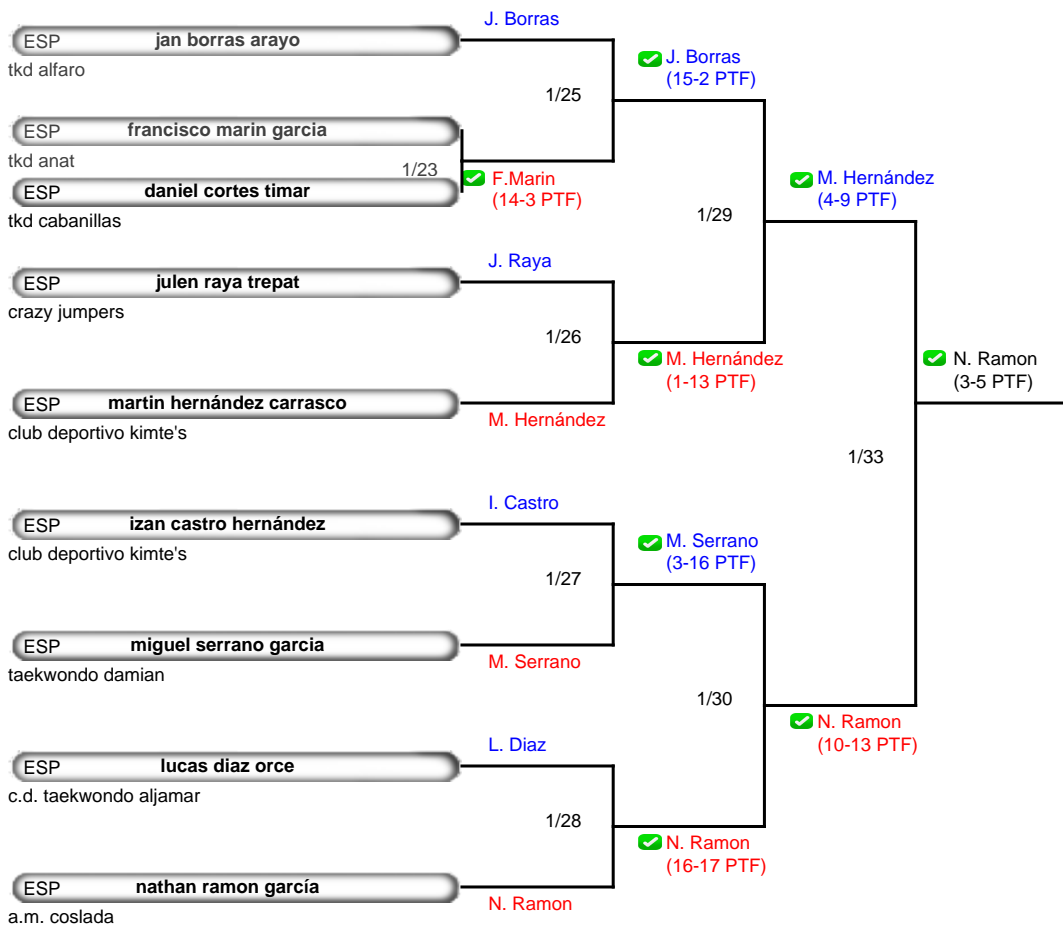 J. Borras
ESP jan borras arayo
tkd alfaro
J. Borras
(15-2 PTF)
1/25
ESP francisco marin garcia
tkd anat
1/23
F.Marin
(14-3 PTF)
ESP daniel cortes timar
tkd cabanillas
M. Hernández
(4-9 PTF)
1/29
J. Raya
ESP julen raya trepat
crazy jumpers
1/26
M. Hernández
(1-13 PTF)
N. Ramon
(3-5 PTF)
ESP martin hernández carrasco
club deportivo kimte's
M. Hernández
1/33
I. Castro
ESP izan castro hernández
club deportivo kimte's
M. Serrano
(3-16 PTF)
1/27
ESP miguel serrano garcia
taekwondo damian
M. Serrano
1/30
N. Ramon
(10-13 PTF)
L. Diaz
ESP lucas diaz orce
c.d. taekwondo aljamar
1/28
N. Ramon
(16-17 PTF)
ESP nathan ramon garcía
a.m. coslada
N. Ramon